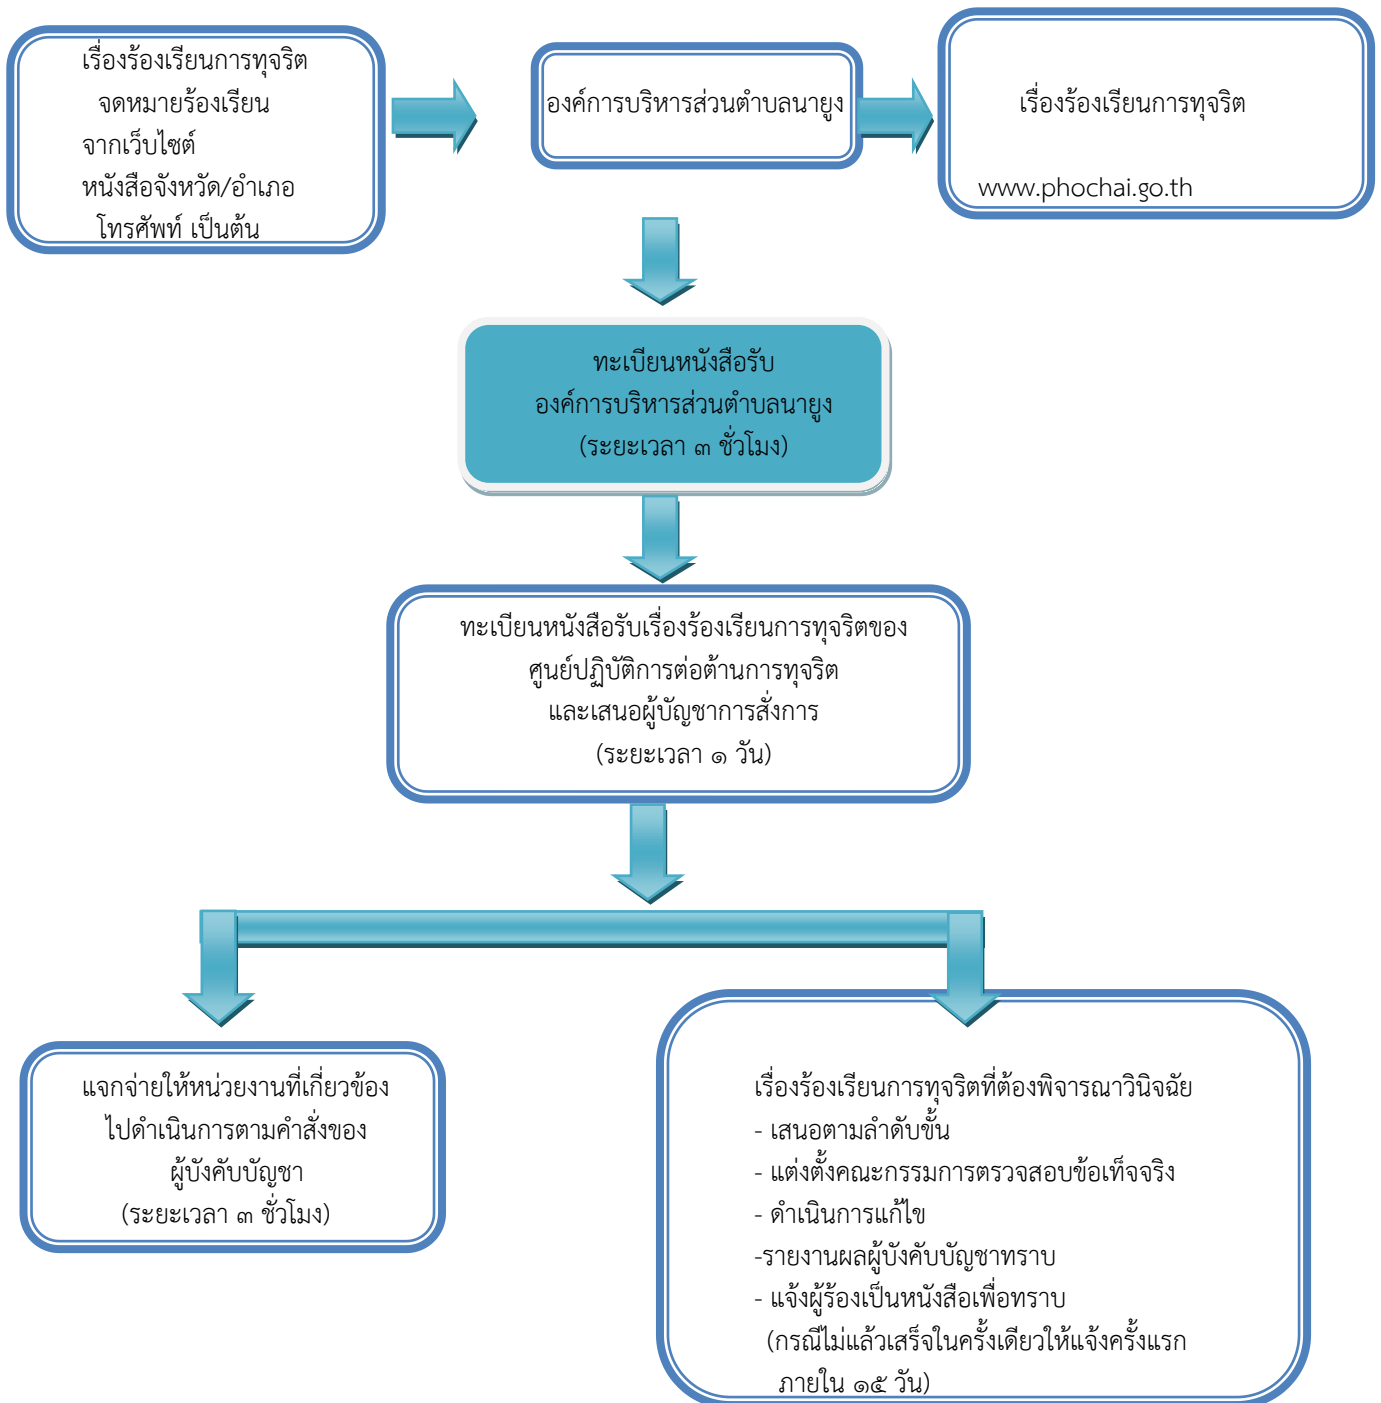 เรื่องร้องเรียนการทุจริต
จดหมายร้องเรียน
จากเว็บไซต์
หนังสือจังหวัด/อำเภอ
โทรศัพท์ เป็นต้น
องค์การบริหารส่วนตำบลนายูง
เรื่องร้องเรียนการทุจริต
www.phochai.go.th
ทะเบียนหนังสือรับ
องค์การบริหารส่วนตำบลนายูง
(ระยะเวลา ๓ ชั่วโมง)
ทะเบียนหนังสือรับเรื่องร้องเรียนการทุจริตของ
ศูนย์ปฏิบัติการต่อต้านการทุจริต
และเสนอผู้บัญชาการสั่งการ
(ระยะเวลา ๑ วัน)
แจกจ่ายให้หน่วยงานที่เกี่ยวข้อง
ไปดำเนินการตามคำสั่งของ
ผู้บังคับบัญชา
(ระยะเวลา ๓ ชั่วโมง)
เรื่องร้องเรียนการทุจริตที่ต้องพิจารณาวินิจฉัย
- เสนอตามลำดับขั้น
- แต่งตั้งคณะกรรมการตรวจสอบข้อเท็จจริง
- ดำเนินการแก้ไข
-รายงานผลผู้บังคับบัญชาทราบ
- แจ้งผู้ร้องเป็นหนังสือเพื่อทราบ
(กรณีไม่แล้วเสร็จในครั้งเดียวให้แจ้งครั้งแรก
ภายใน ๑๕ วัน)